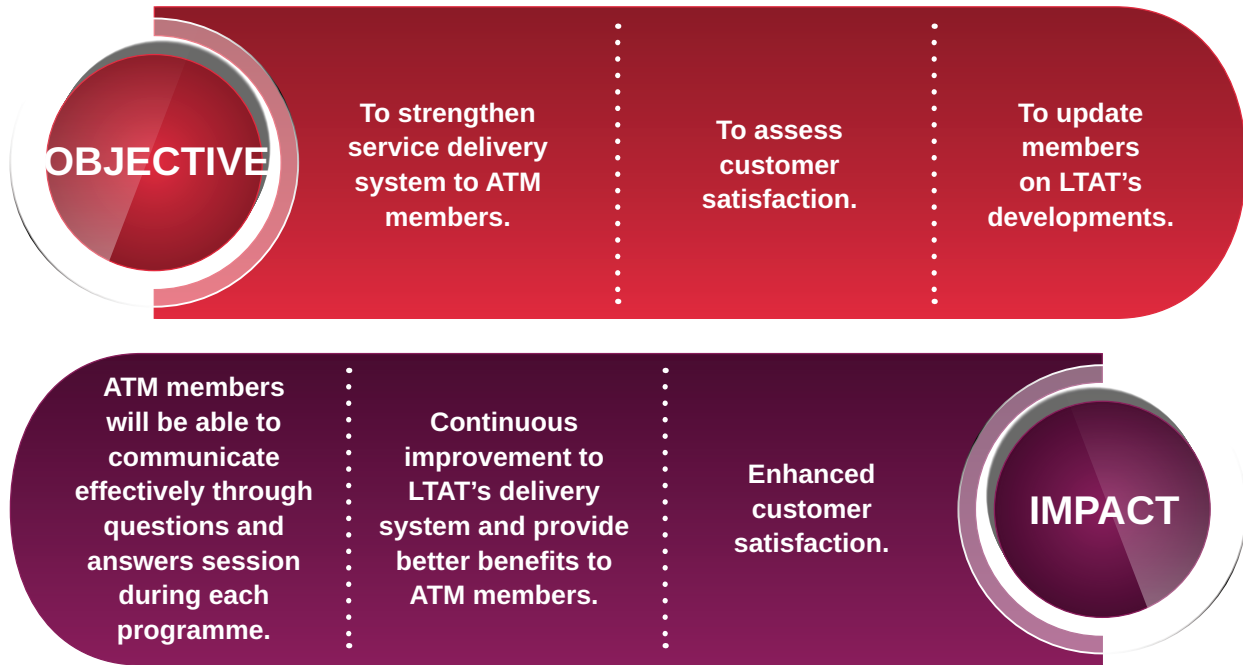 OBJECTIVE
To strengthen
service delivery
system to ATM
members.
To assess
customer
satisfaction.
To update
members
on LTAT's
developments.
ATM members
will be able to
communicate
effectively through
questions and
answers session
during each
programme.
Continuous
improvement to
LTAT's delivery
system and provide
better benefits to
ATM members.
Enhanced
customer
satisfaction.
IMPACT